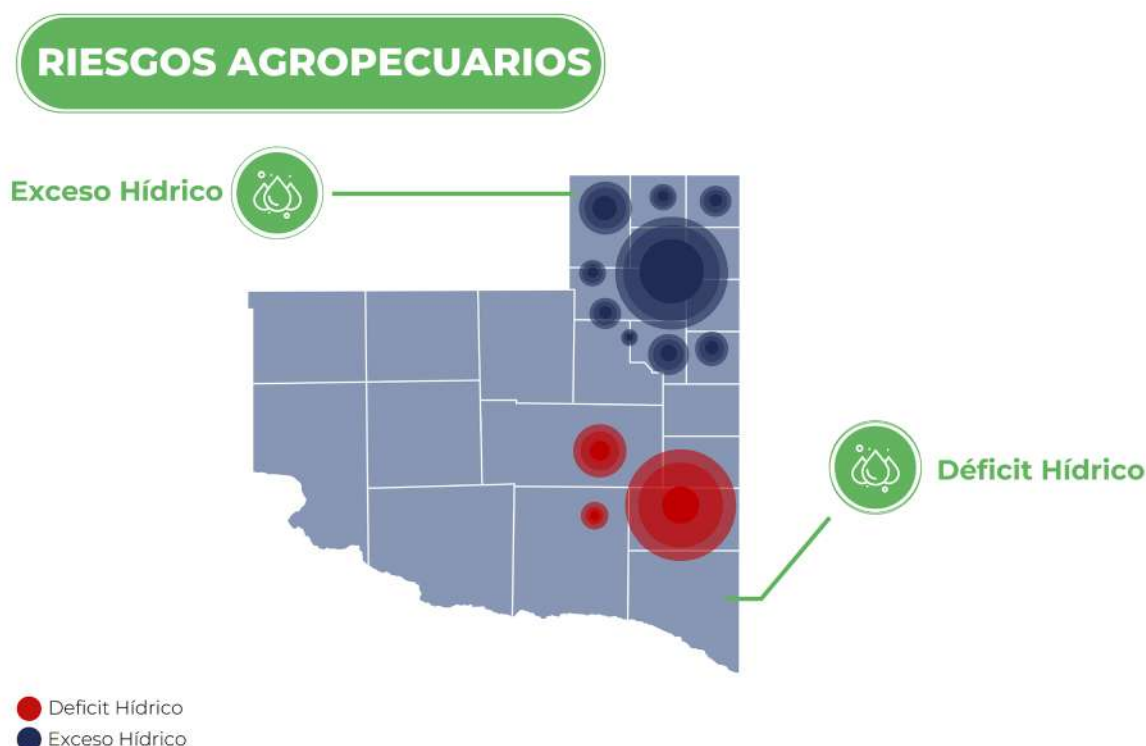 RIESGOS AGROPECUARIOS
Exceso Hídrico
Déficit Hídrico
Deficit Hídrico
Exceso Hídrico